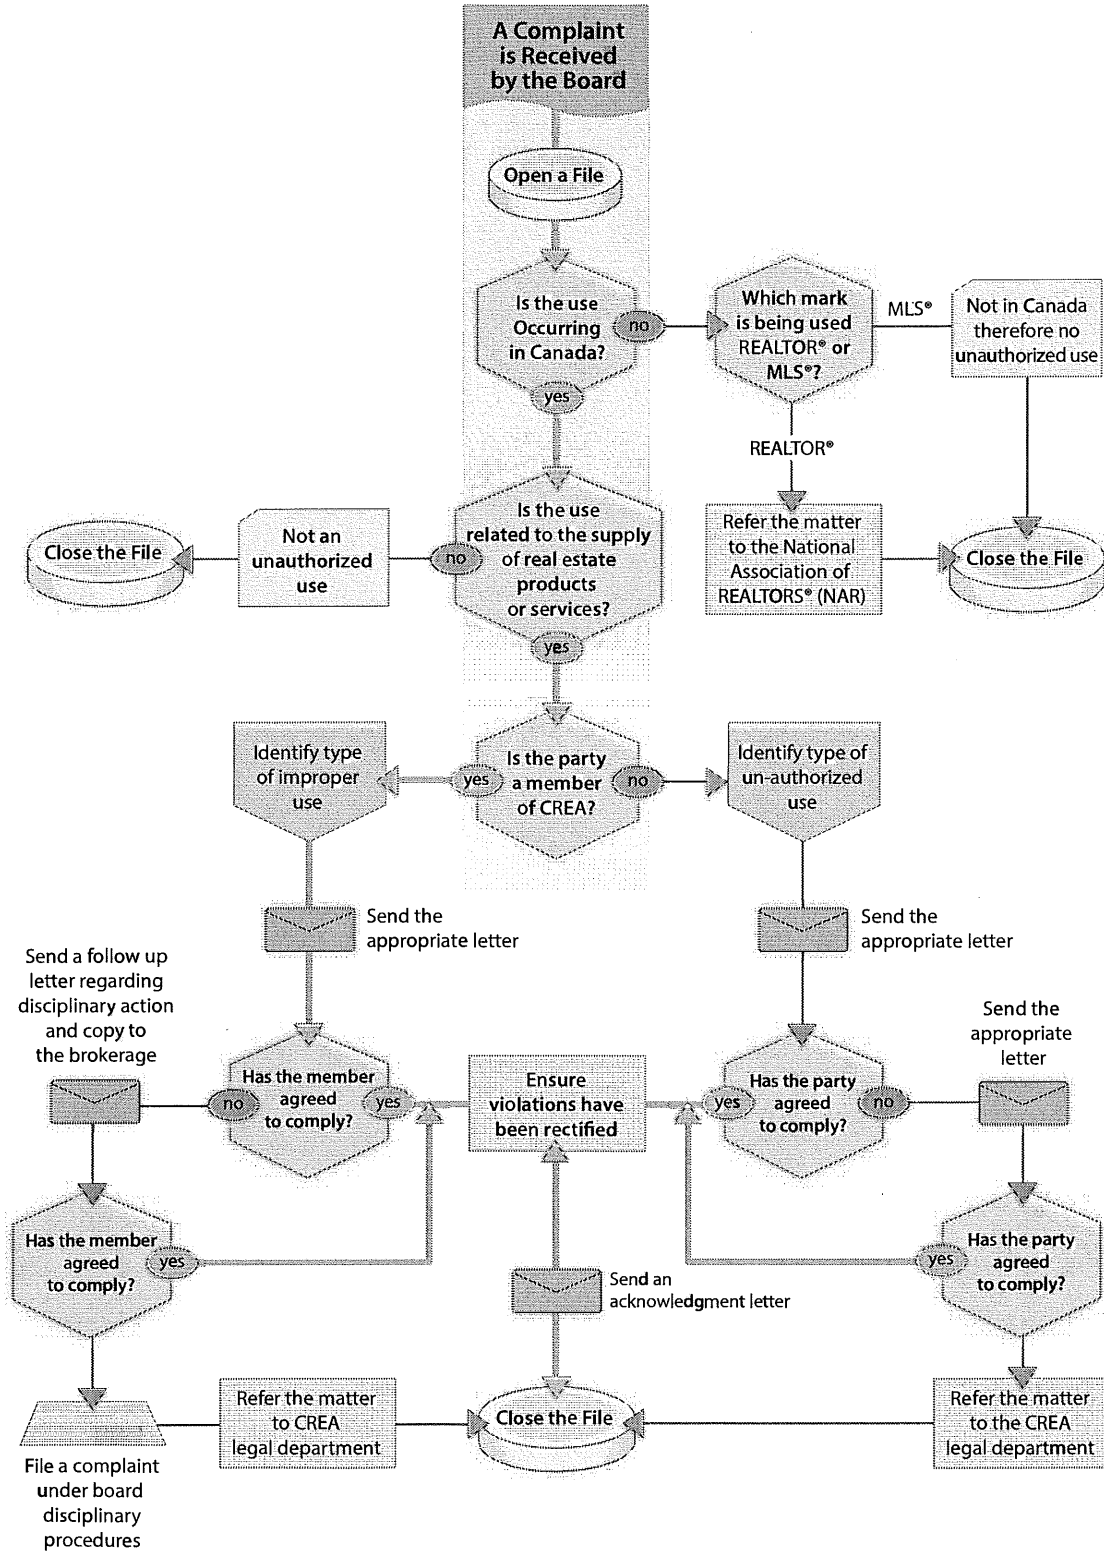 A Complaint
is Received
by the Board
Open a File
Is the use
Occurring
in Canada?
no
yes
Which mark
is being used
REALTOR® or
MLS®?
MLS®
Not in Canada
therefore no
unauthorized use
REALTOR®
Refer the matter
to the National
Association of
REALTORS® (NAR)
Close the File
Is the use
related to the supply
of real estate
products
or services?
no
yes
Not an
unauthorized
use
Close the File
Is the party
a member
of CREA?
yes
no
Identify type
of improper
use
Identify type of
un-authorized
use
Send the
appropriate letter
Send the
appropriate letter
Send a follow up
letter regarding
disciplinary action
and copy to
the brokerage
Has the member
agreed
to comply?
no
yes
Ensure
violations have
been rectified
Has the party
agreed
to comply?
yes
no
Send the
appropriate
letter
Has the member
agreed
to comply?
yes
Has the party
agreed
to comply?
yes
Send an
acknowledgment letter
File a complaint
under board
disciplinary
procedures
Refer the matter
to CREA
legal department
Close the File
Refer the matter
to the CREA
legal department